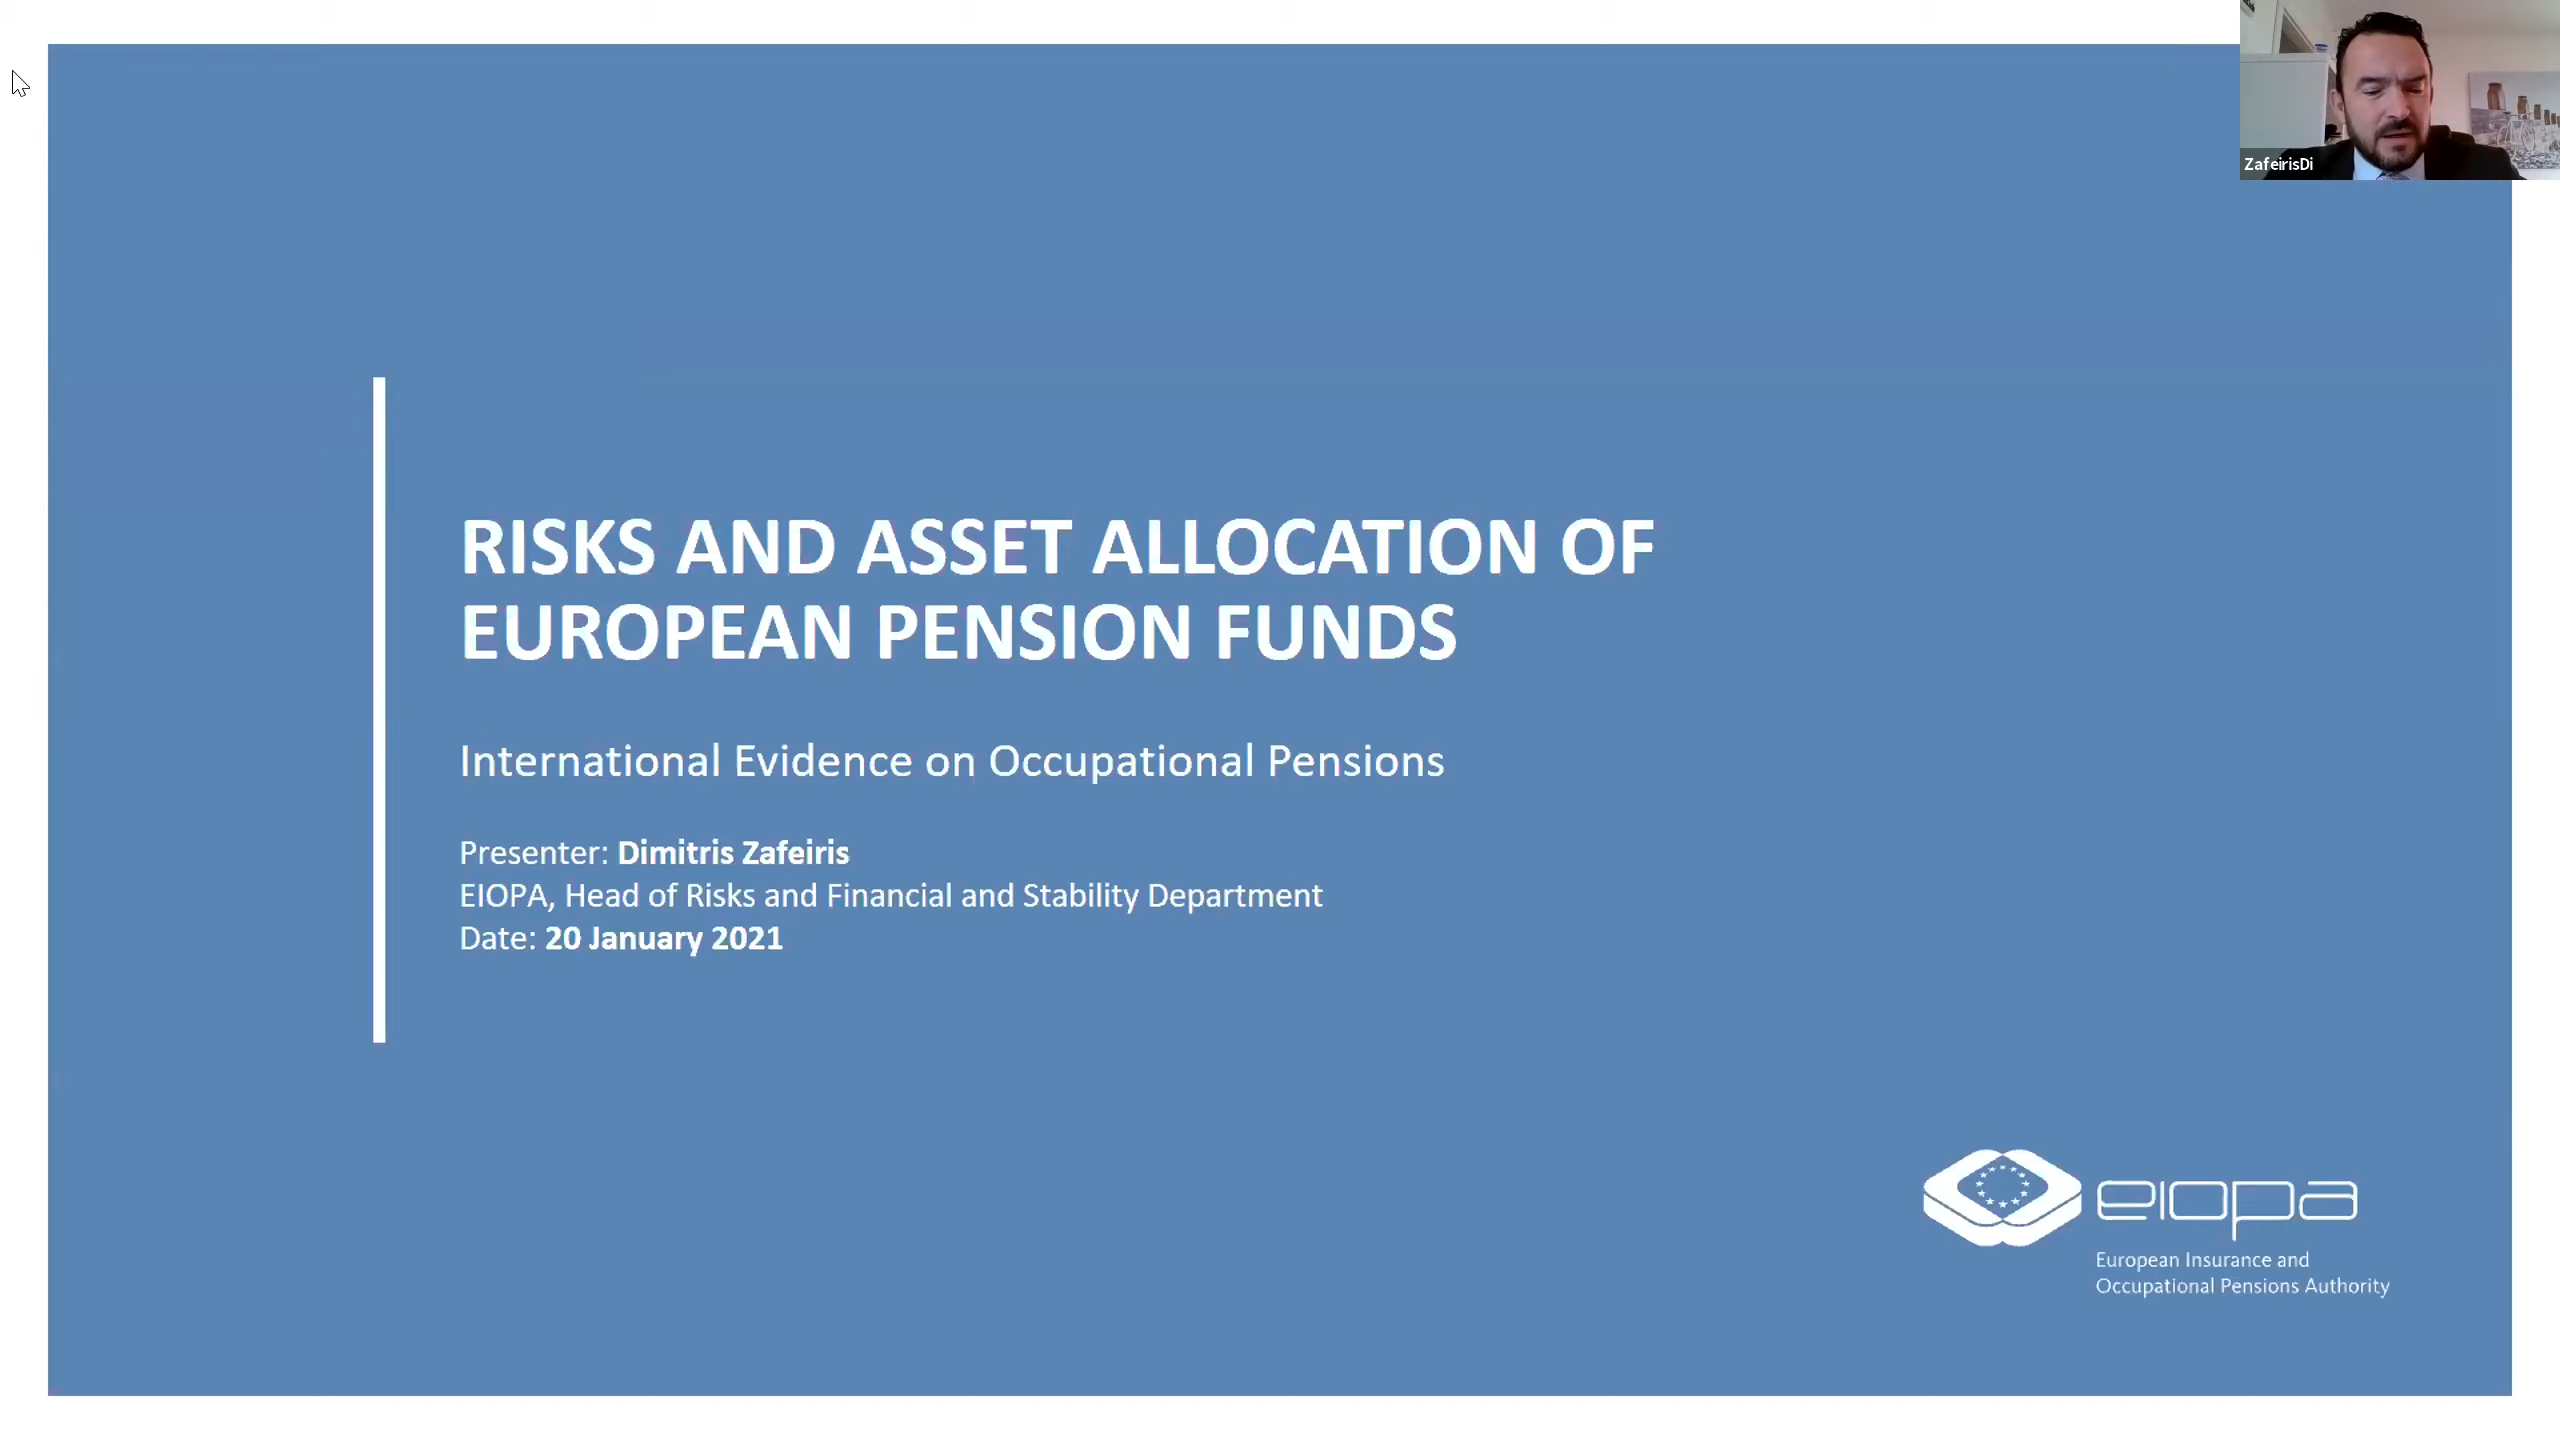 ZafeirisDi
RISKS AND ASSET ALLOCATION OF
EUROPEAN PENSION FUNDS
International Evidence on Occupational Pensions
Presenter: Dimitris Zafeiris
EIOPA, Head of Risks and Financial and Stability Department
Date: 20 January 2021
eiopa
European Insurance and
Occupational Pensions Authority